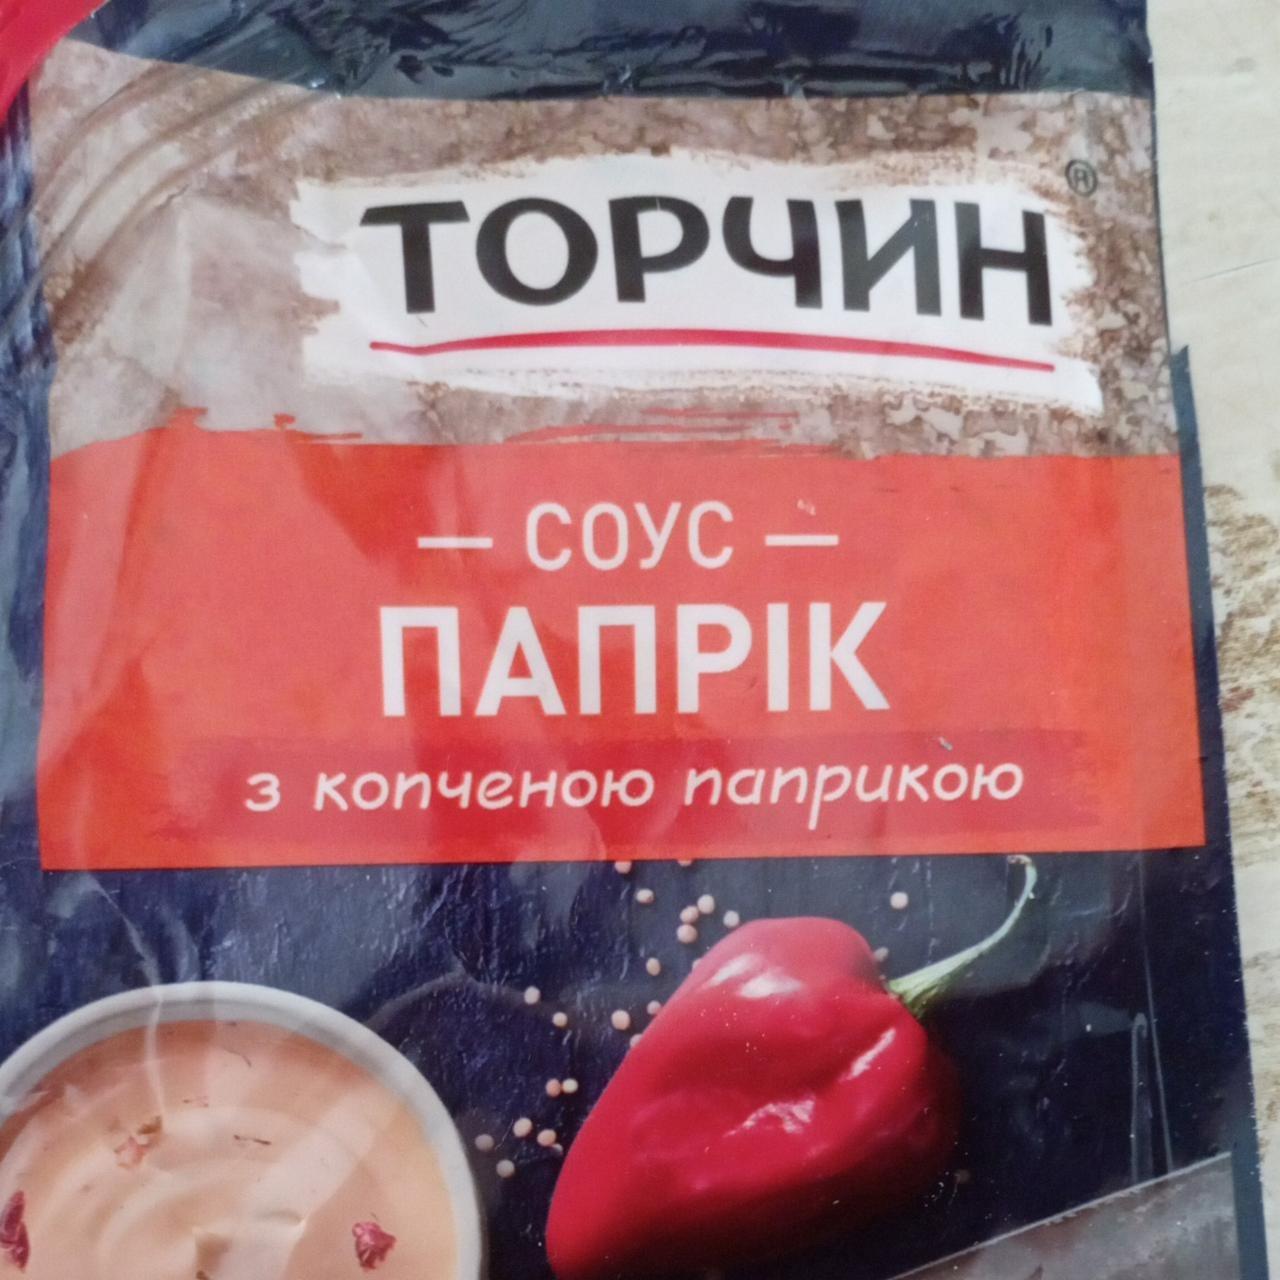 ТОРЧИН ®
— СОУС —
ПАПРІК
з копченою паприкою